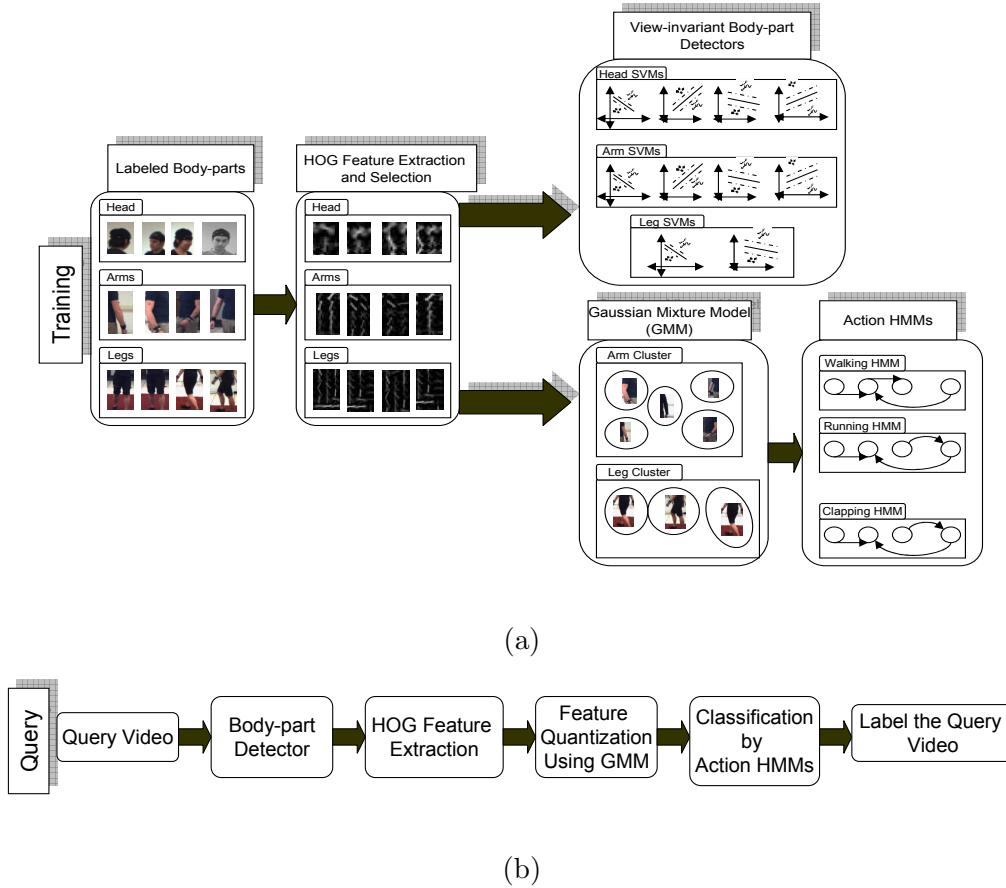 View-invariant Body-part
Detectors
Head SVMs
Arm SVMs
Leg SVMs
Labeled Body-parts
HOG Feature Extraction
and Selection
Training
Head
Arms
Legs
Head
Arms
Legs
Gaussian Mixture Model
(GMM)
Arm Cluster
Leg Cluster
Action HMMs
Walking HMM
Running HMM
Clapping HMM
(a)
Query
Query Video
Body-part
Detector
HOG Feature
Extraction
Feature
Quantization
Using GMM
Classification
by
Action HMMs
Label the Query
Video
(b)